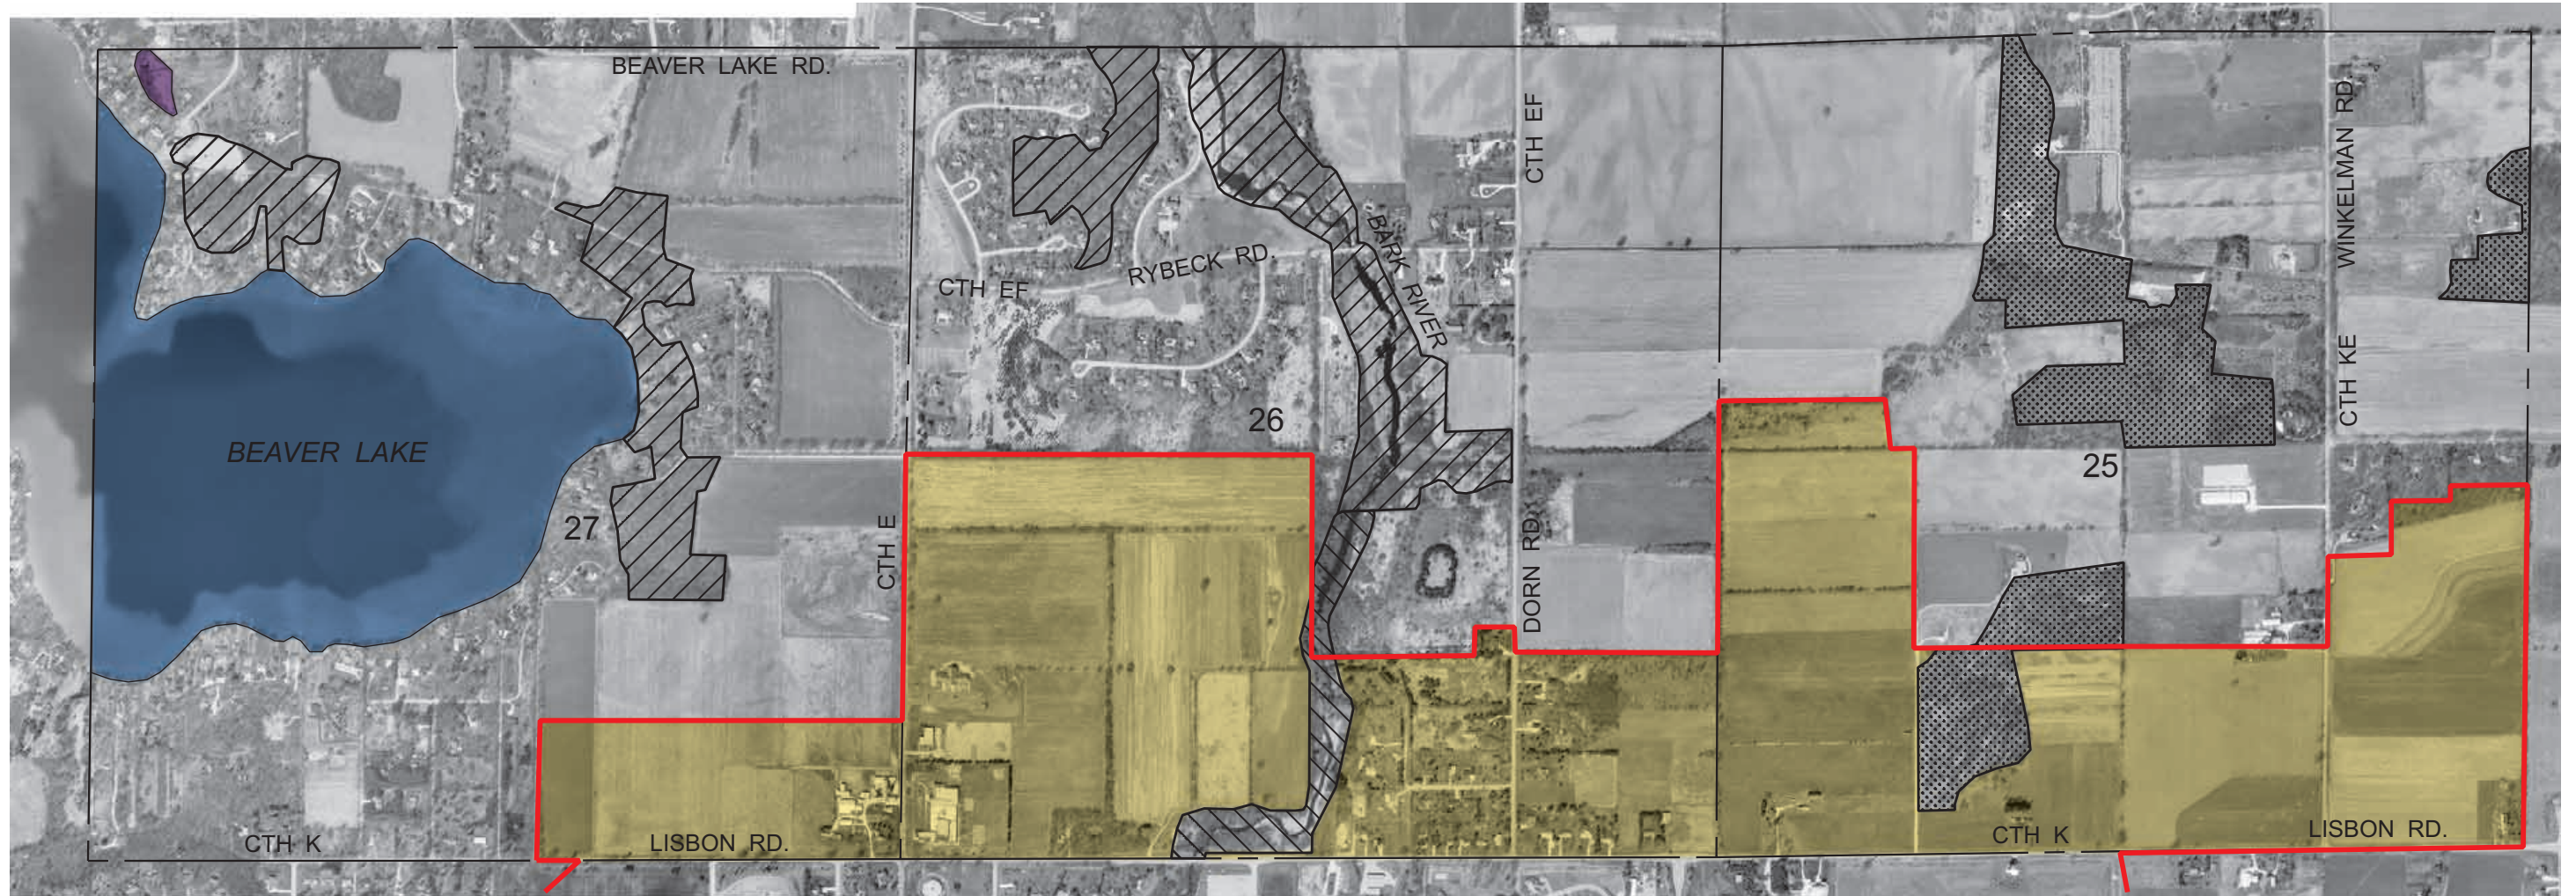 BEAVER LAKE RD.
CTH EF
WINKELMAN RD.
BARK RIVER
RYBECK RD.
CTH EF
CTH KE
26
BEAVER LAKE
25
27
CTH E
DORN RD.
CTH K
LISBON RD.
CTH K
LISBON RD.